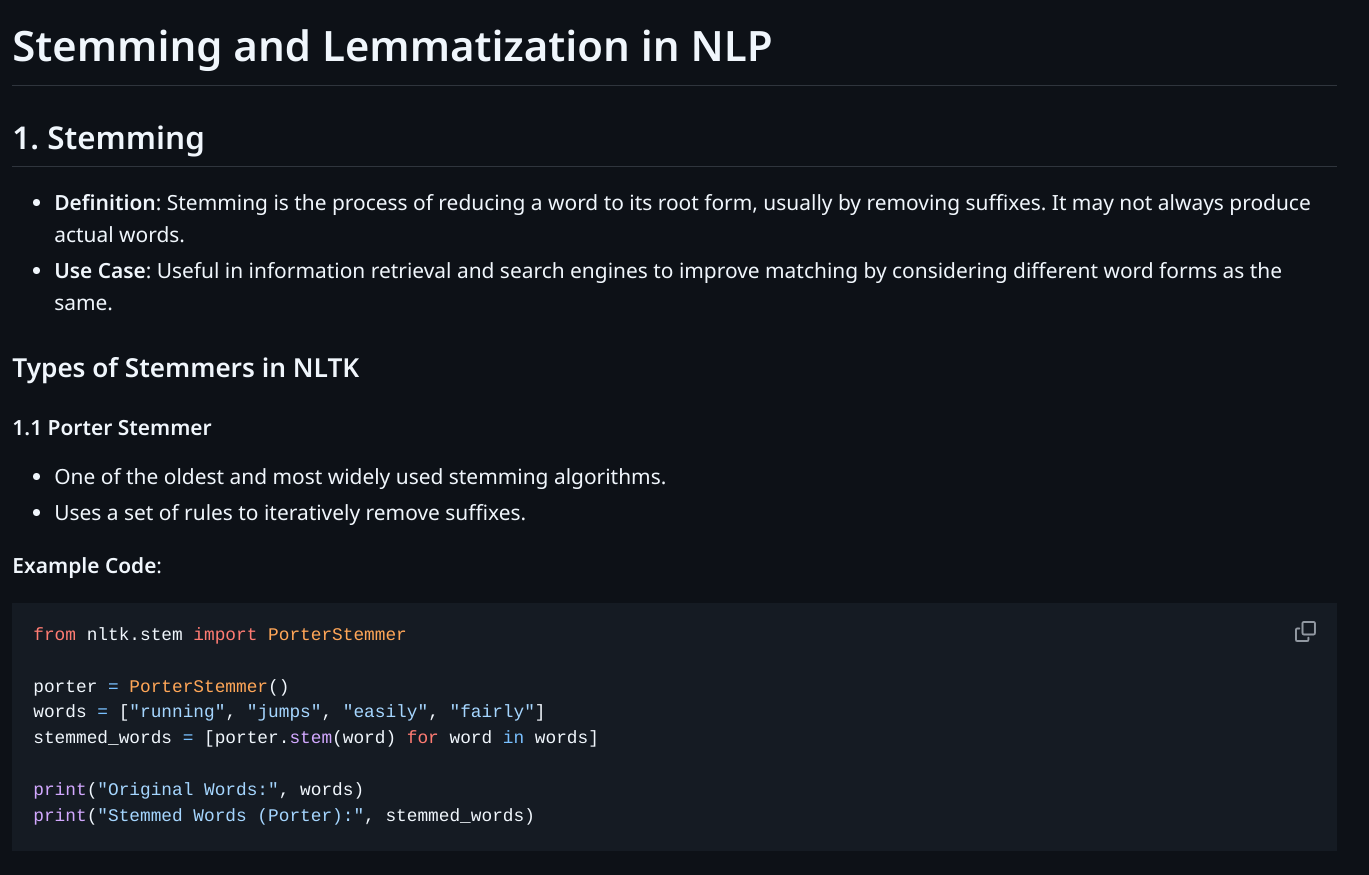 Stemming and Lemmatization in NLP
1. Stemming
• Definition: Stemming is the process of reducing a word to its root form, usually by removing suffixes. It may not always produce
actual words.
• Use Case: Useful in information retrieval and search engines to improve matching by considering different word forms as the
same.
Types of Stemmers in NLTK
1.1 Porter Stemmer
• One of the oldest and most widely used stemming algorithms.
• Uses a set of rules to iteratively remove suffixes.
Example Code:
from nltk.stem import PorterStemmer
porter = PorterStemmer()
words = ["running", "jumps", "easily", "fairly"]
stemmed_words = [porter.stem(word) for word in words]
print("Original Words:", words)
print("Stemmed Words (Porter):", stemmed_words)